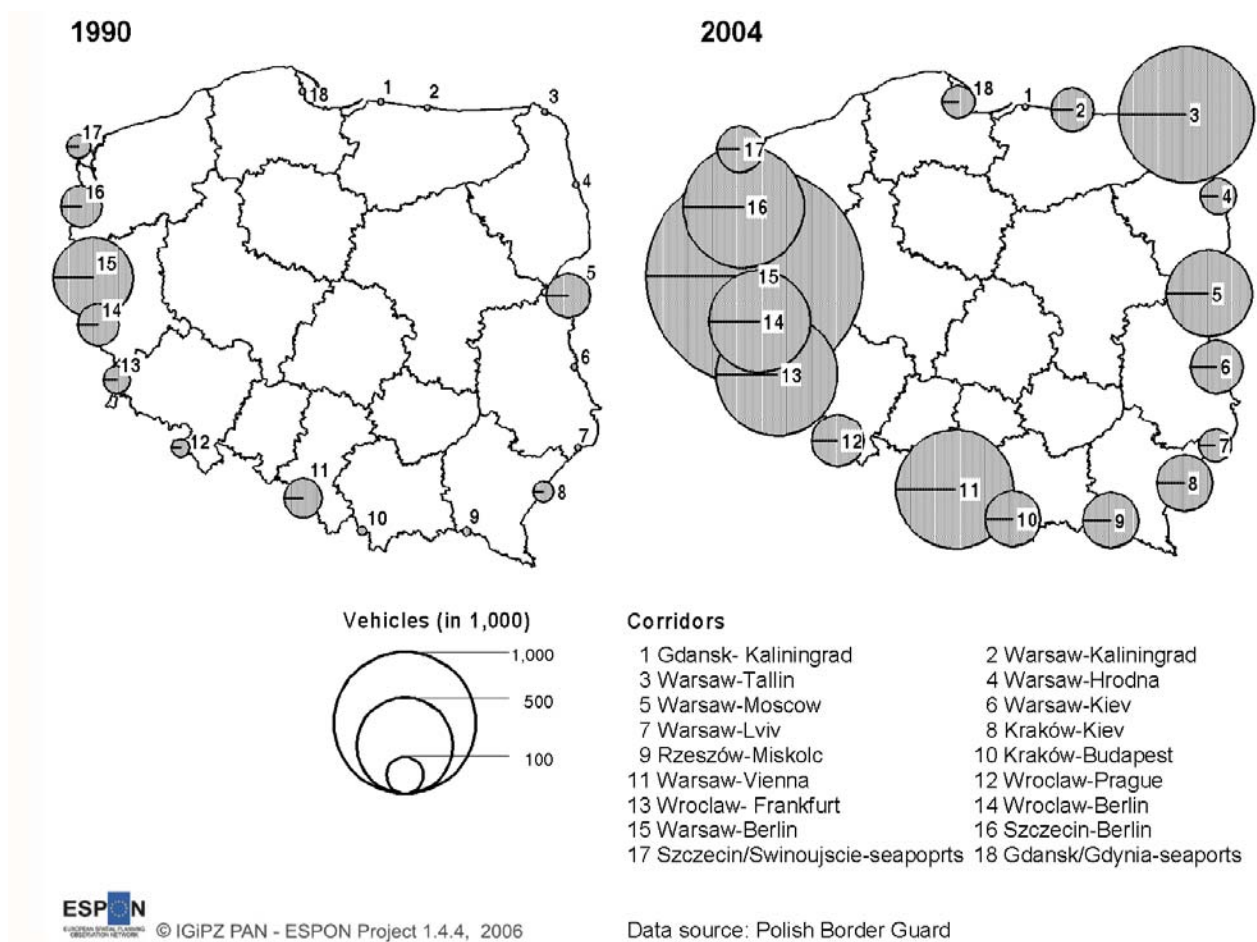 1990
2004
1
2
3
4
5
6
7
8
9
10
11
12
13
14
15
16
17
18
1
2
3
4
5
6
7
8
9
10
11
12
13
14
15
16
17
18
Vehicles (in 1,000)
1,000
500
100
Corridors
1 Gdansk- Kaliningrad
2 Warsaw-Kaliningrad
3 Warsaw-Tallin
4 Warsaw-Hrodna
5 Warsaw-Moscow
6 Warsaw-Kiev
7 Warsaw-Lviv
8 Kraków-Kiev
9 Rzeszów-Miskolc
10 Kraków-Budapest
11 Warsaw-Vienna
12 Wroclaw-Prague
13 Wroclaw- Frankfurt
14 Wroclaw-Berlin
15 Warsaw-Berlin
16 Szczecin-Berlin
17 Szczecin/Swinoujscie-seapoprts
18 Gdansk/Gdynia-seaports
ESPON
EUROPEAN SPATIAL PLANNING
OBSERVATION NETWORK
© IGiPZ PAN - ESPON Project 1.4.4, 2006
Data source: Polish Border Guard